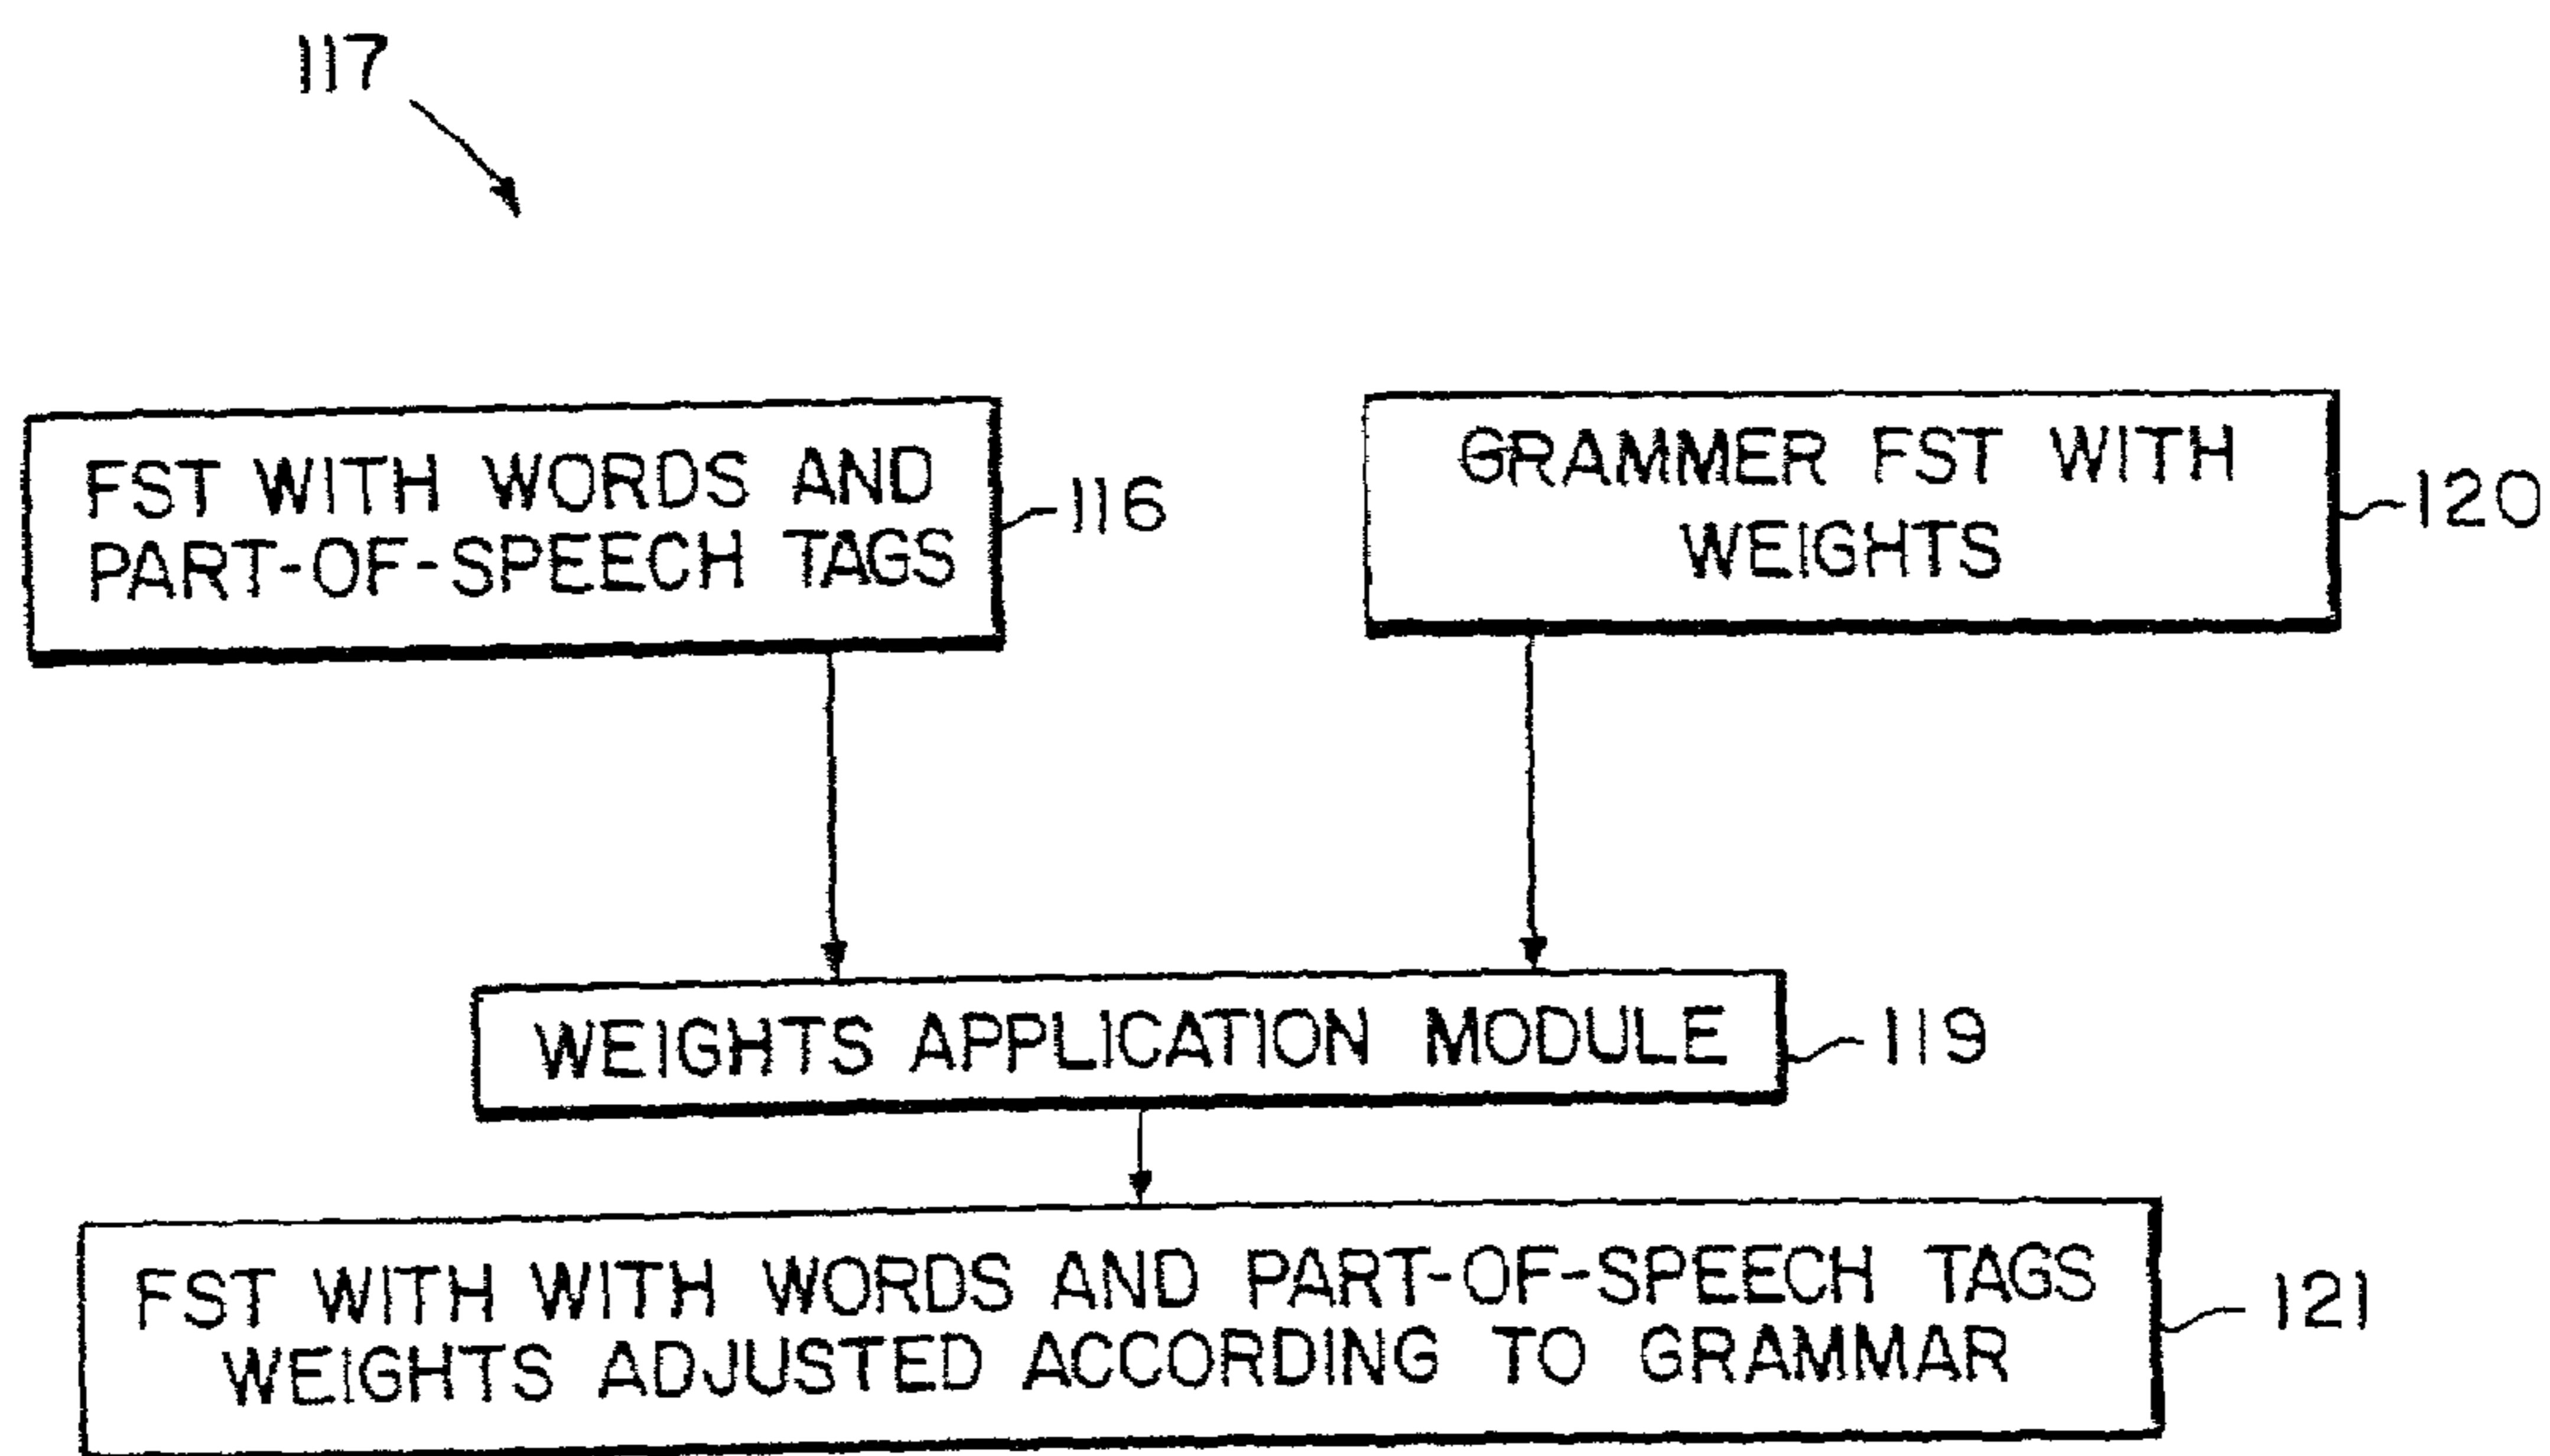 117
FST WITH WORDS AND
PART-OF-SPEECH TAGS
116
GRAMMER FST WITH
WEIGHTS
120
WEIGHTS APPLICATION MODULE
119
FST WITH WITH WORDS AND PART-OF-SPEECH TAGS
WEIGHTS ADJUSTED ACCORDING TO GRAMMAR
121